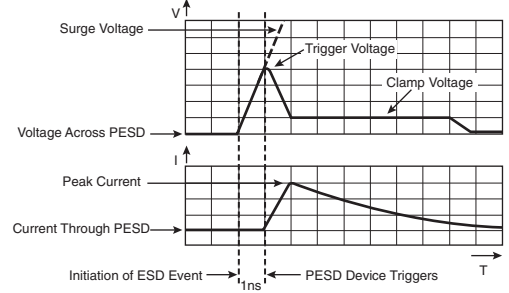 V
Surge Voltage
Trigger Voltage
Clamp Voltage
Voltage Across PESD
I
Peak Current
Current Through PESD
T
Initiation of ESD Event
1ns
PESD Device Triggers